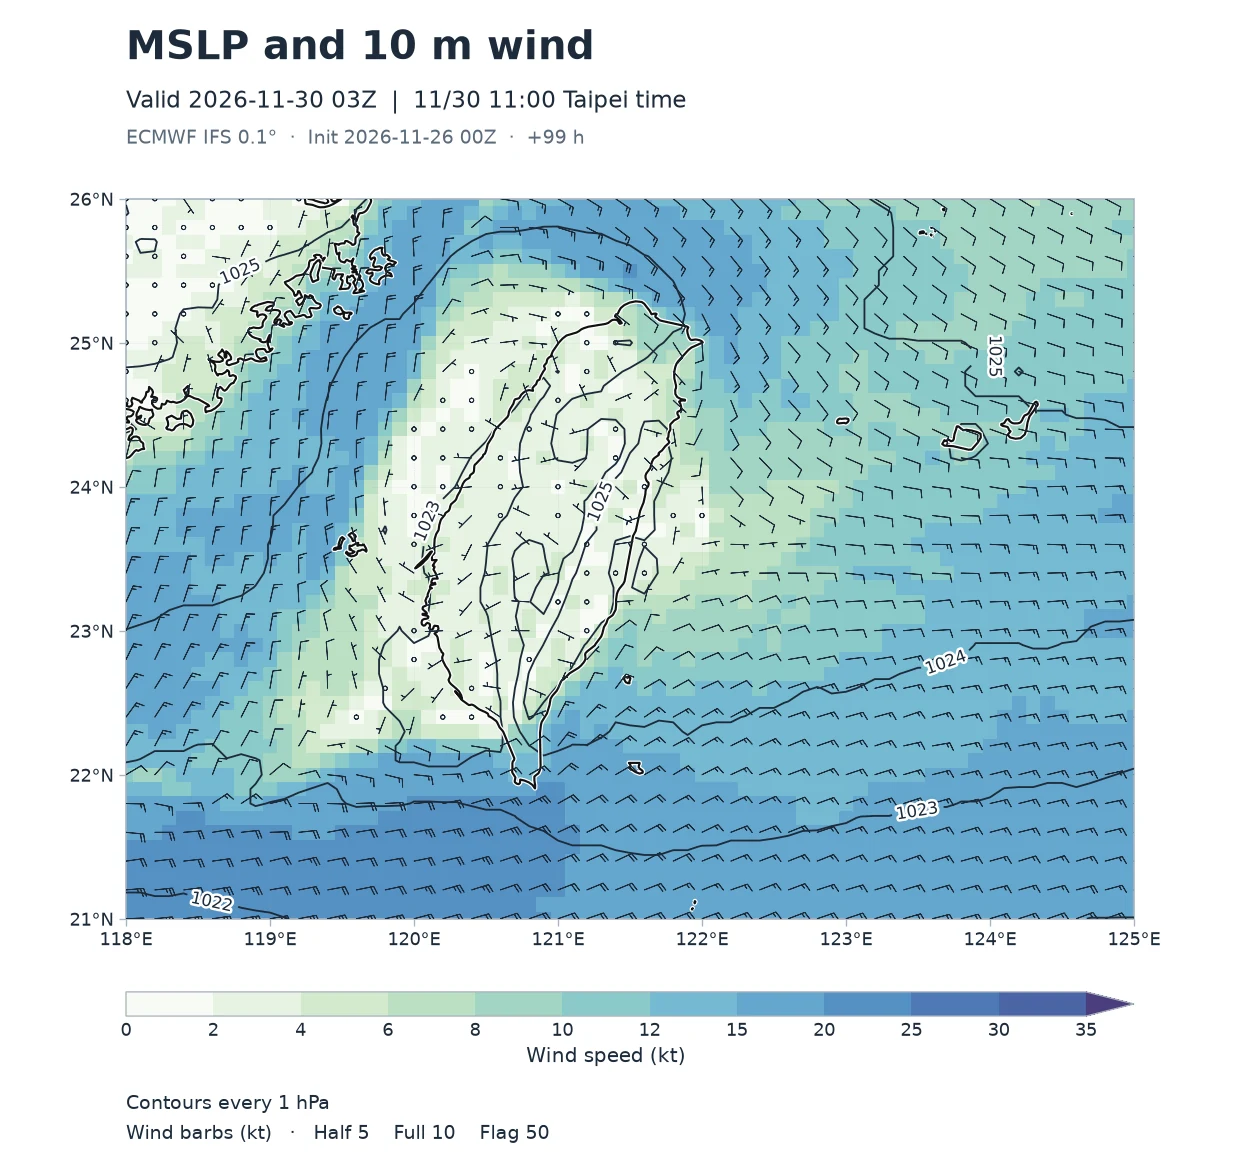 MSLP and 10 m wind
Valid 2026-11-30 03Z | 11/30 11:00 Taipei time
ECMWF IFS 0.1° · Init 2026-11-26 00Z · +99 h
26°N
25°N
24°N
23°N
22°N
21°N
1025
1025
1025
1023
1024
1023
1022
118°E 119°E 120°E 121°E 122°E 123°E 124°E 125°E
0 2 4 6 8 10 12 15 20 25 30 35
Wind speed (kt)
Contours every 1 hPa
Wind barbs (kt) · Half 5 Full 10 Flag 50